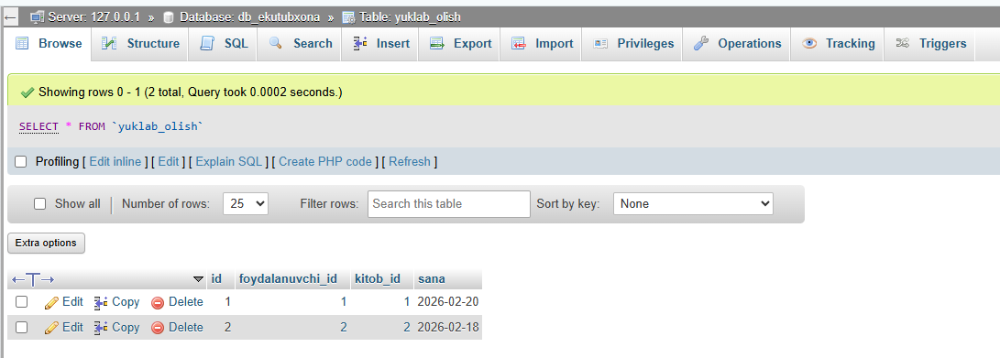 Server: 127.0.0.1 » Database: db_ekutubxona » Table: yuklab_olish
Browse Structure SQL Search Insert Export Import Privileges Operations Tracking Triggers
Showing rows 0 - 1 (2 total, Query took 0.0002 seconds.)
SELECT * FROM `yuklab_olish`
Profiling [ Edit inline ] [ Edit ] [ Explain SQL ] [ Create PHP code ] [ Refresh ]
Show all Number of rows: 25 Filter rows: Search this table Sort by key: None
Extra options
←T→ id foydalanuvchi_id kitob_id sana
Edit Copy Delete 1 1 1 2026-02-20
Edit Copy Delete 2 2 2 2026-02-18